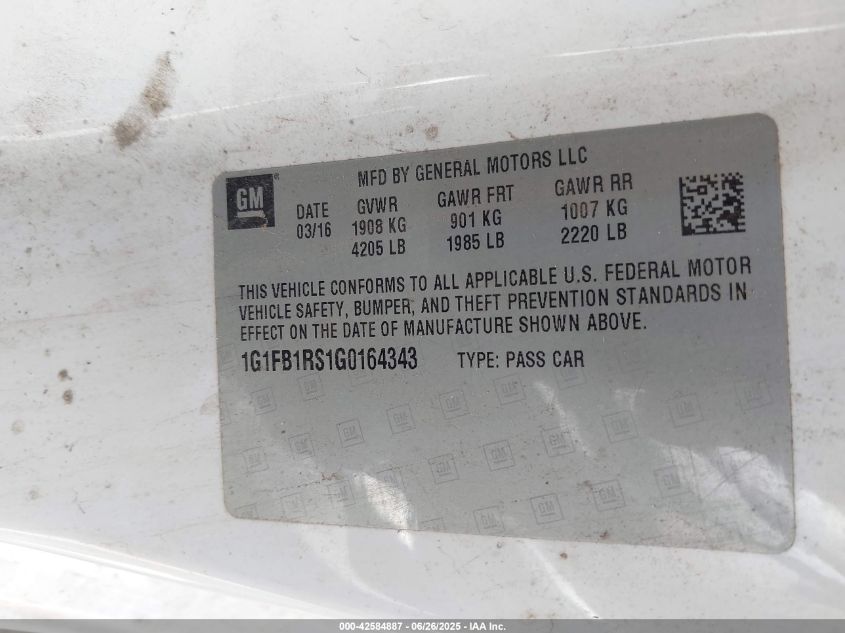 MFD BY GENERAL MOTORS LLC
GM®
DATE GVWR GAWR FRT GAWR RR
03/16 1908 KG 901 KG 1007 KG
4205 LB 1985 LB 2220 LB
THIS VEHICLE CONFORMS TO ALL APPLICABLE U.S. FEDERAL MOTOR
VEHICLE SAFETY, BUMPER, AND THEFT PREVENTION STANDARDS IN
EFFECT ON THE DATE OF MANUFACTURE SHOWN ABOVE.
1G1FB1RS1G0164343 TYPE: PASS CAR
000-42584887 - 06/26/2025 - IAA Inc.